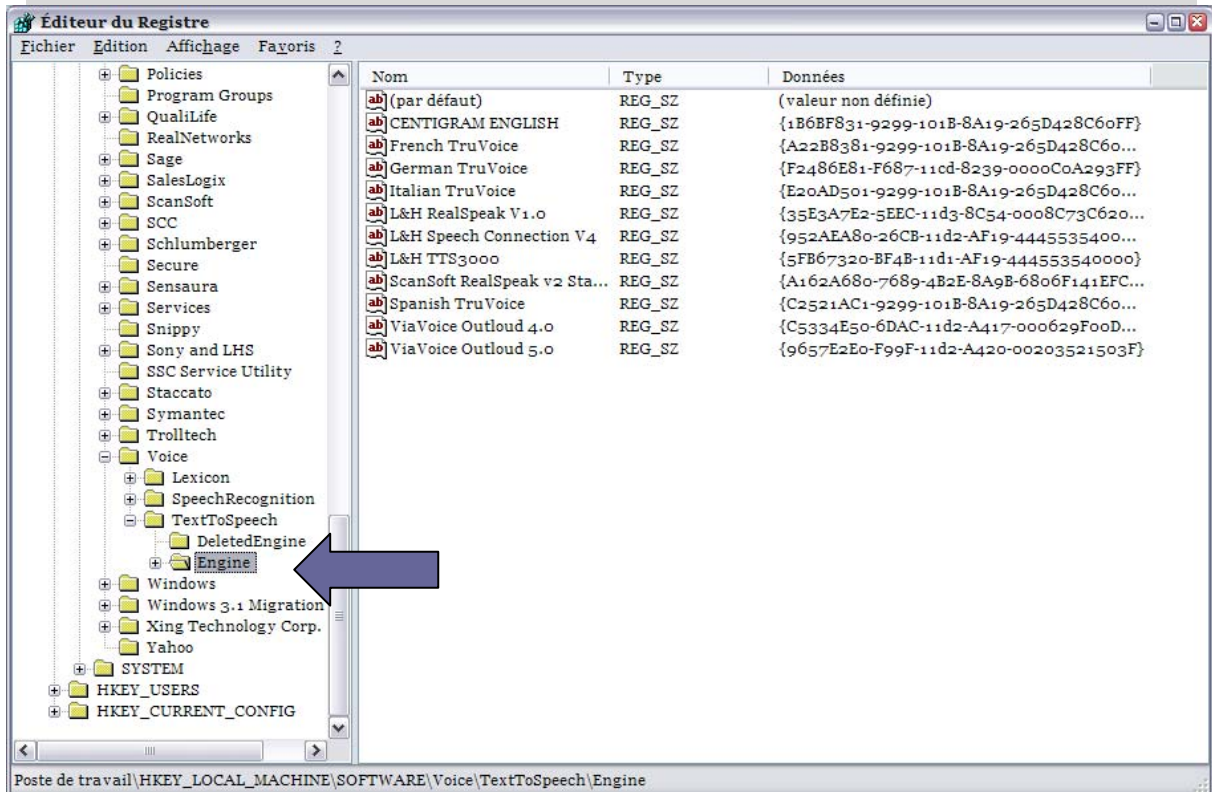 Éditeur du Registre
Fichier Edition Affichage Favoris ?
Policies
Program Groups
QualiLife
RealNetworks
Sage
SalesLogix
ScanSoft
SCC
Schlumberger
Secure
Sensaura
Services
Snippy
Sony and LHS
SSC Service Utility
Staccato
Symantec
Trolltech
Voice
Lexicon
SpeechRecognition
TextToSpeech
DeletedEngine
Engine
Windows
Windows 3.1 Migration
Xing Technology Corp.
Yahoo
SYSTEM
HKEY_USERS
HKEY_CURRENT_CONFIG
Nom Type Données
(par défaut) REG_SZ (valeur non définie)
CENTIGRAM ENGLISH REG_SZ {1B6BF831-9299-101B-8A19-265D428C60FF}
French TruVoice REG_SZ {A22B8381-9299-101B-8A19-265D428C60...
German TruVoice REG_SZ {F2486E81-F687-11cd-8239-0000C0A293FF}
Italian TruVoice REG_SZ {E20AD501-9299-101B-8A19-265D428C60...
L&H RealSpeak V1.0 REG_SZ {35E3A7E2-5EEC-11d3-8C54-0008C73C620...
L&H Speech Connection V4 REG_SZ {952AEA80-26CB-11d2-AF19-4445535400...
L&H TTS3000 REG_SZ {5FB67320-BF4B-11d1-AF19-444553540000}
ScanSoft RealSpeak v2 Sta... REG_SZ {A162A680-7689-4B2E-8A9B-6806F141EFC...
Spanish TruVoice REG_SZ {C2521AC1-9299-101B-8A19-265D428C60...
ViaVoice Outloud 4.0 REG_SZ {C5334E50-6DAC-11d2-A417-000629F00D...
ViaVoice Outloud 5.0 REG_SZ {9657E2E0-F99F-11d2-A420-00203521503F}
Poste de travail\HKEY_LOCAL_MACHINE\SOFTWARE\Voice\TextToSpeech\Engine